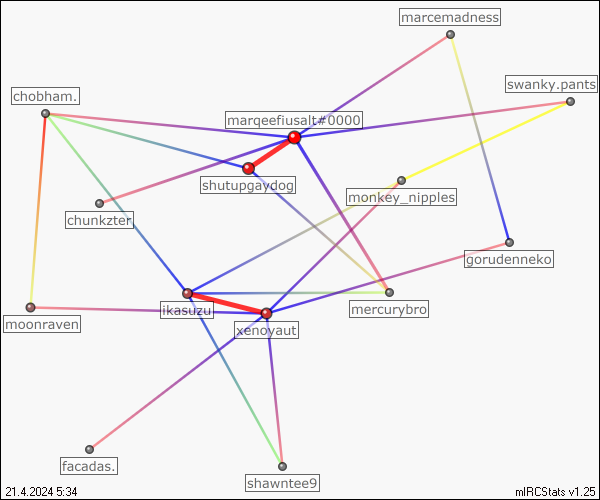 marcemadness
swanky.pants
chobham.
marqeefiusalt#0000
shutupgaydog
monkey_nipples
chunkzter
gorudenneko
ikasuzu
mercurybro
moonraven
xenoyaut
facadas.
shawntee9
21.4.2024 5:34
mIRCStats v1.25